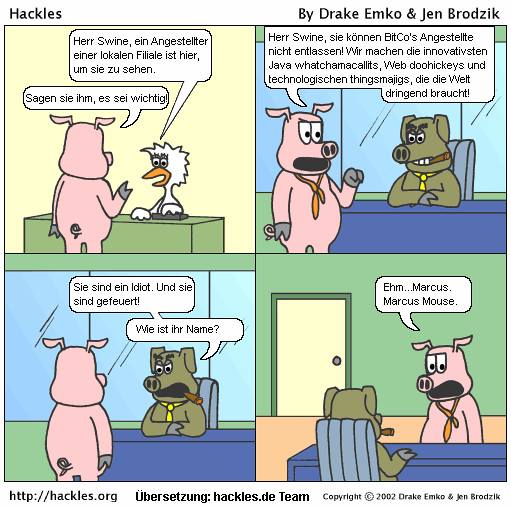 Hackles
By Drake Emko & Jen Brodzik
Herr Swine, ein Angestellter
einer lokalen Filiale ist hier,
um sie zu sehen.
Sagen sie ihm, es sei wichtig!
Herr Swine, sie können BitCo's Angestellte
nicht entlassen! Wir machen die innovativsten
Java whatchamacallits, Web doohickeys und
technologischen thingsmajigs, die die Welt
dringend braucht!
Sie sind ein Idiot. Und sie
sind gefeuert!
Wie ist ihr Name?
Ehm...Marcus.
Marcus Mouse.
http://hackles.org
Übersetzung: hackles.de Team
Copyright © 2002 Drake Emko & Jen Brodzik